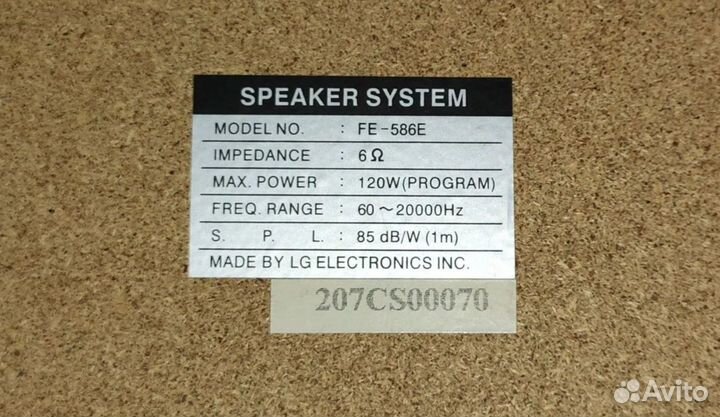 SPEAKER SYSTEM
MODEL NO. : FE-586E
IMPEDANCE : 6Ω
MAX. POWER : 120W(PROGRAM)
FREQ. RANGE : 60~20000Hz
S. P. L. : 85 dB/W (1m)
MADE BY LG ELECTRONICS INC.
207CS00070
Avito